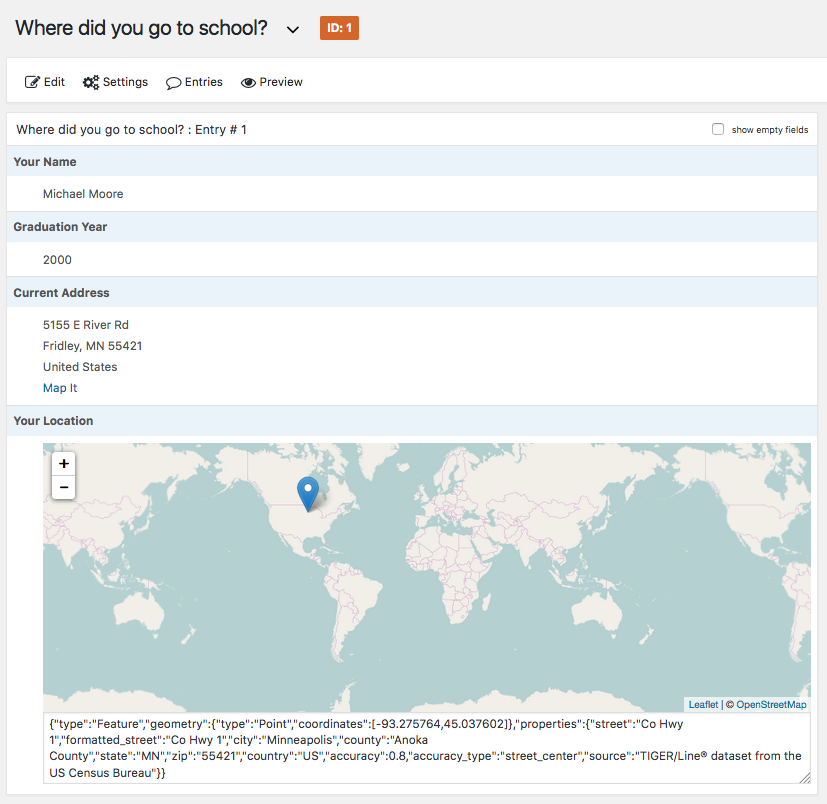 Where did you go to school? ID: 1
Edit Settings Entries Preview
Where did you go to school? : Entry # 1 show empty fields
Your Name
Michael Moore
Graduation Year
2000
Current Address
5155 E River Rd
Fridley, MN 55421
United States
Map It
Your Location
+
−
Leaflet | © OpenStreetMap
{"type":"Feature","geometry":{"type":"Point","coordinates":[-93.275764,45.037602]},"properties":{"street":"Co Hwy
1","formatted_street":"Co Hwy 1","city":"Minneapolis","county":"Anoka
County","state":"MN","zip":"55421","country":"US","accuracy":0.8,"accuracy_type":"street_center","source":"TIGER/Line® dataset from the
US Census Bureau"}}